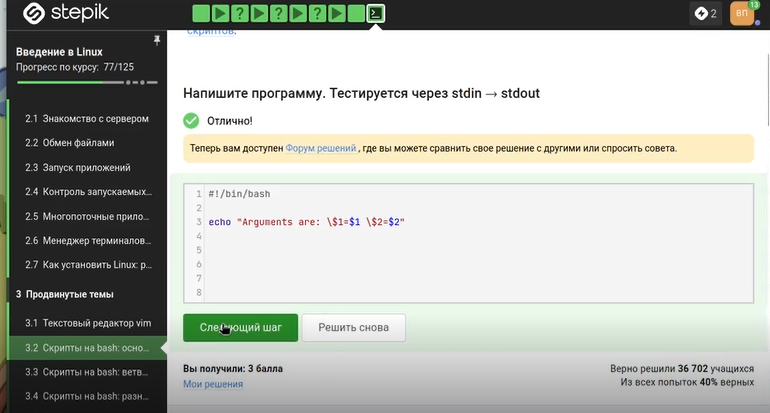 stepik
2
ВП
13
Введение в Linux
Прогресс по курсу: 77/125
2.1 Знакомство с сервером
2.2 Обмен файлами
2.3 Запуск приложений
2.4 Контроль запускаемых...
2.5 Многопоточные прило...
2.6 Менеджер терминалов...
2.7 Как установить Linux: р...
3 Продвинутые темы
3.1 Текстовый редактор vim
3.2 Скрипты на bash: осно...
3.3 Скрипты на bash: ветв...
3.4 Скрипты на bash: разн...
скриптов.
Напишите программу. Тестируется через stdin → stdout
Отлично!
Теперь вам доступен Форум решений , где вы можете сравнить свое решение с другими или спросить совета.
1 #!/bin/bash
2
3 echo "Arguments are: \$1=$1 \$2=$2"
4
5
6
7
8
Следующий шаг
Решить снова
Вы получили: 3 балла
Мои решения
Верно решили 36 702 учащихся
Из всех попыток 40% верных